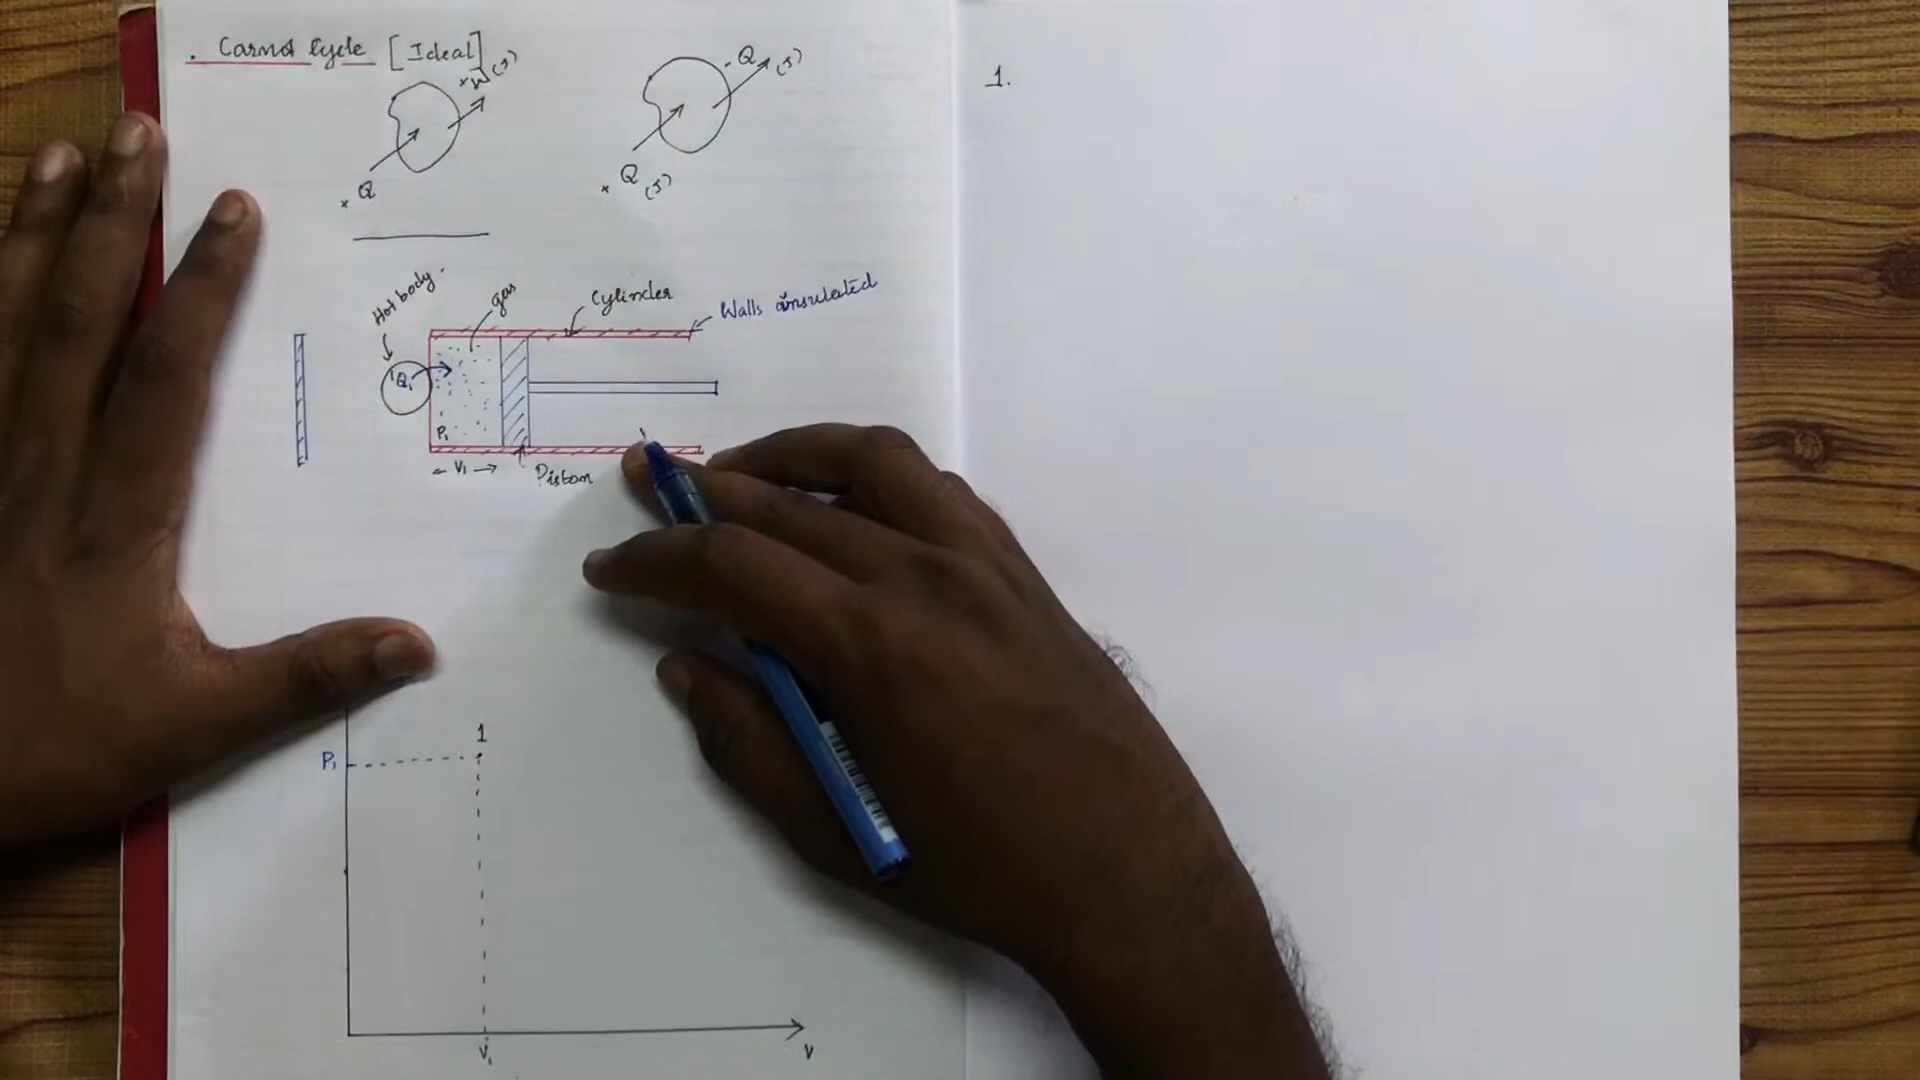 . Carnot Cycle [Ideal]
+W (J)
+ Q
- Q (J)
+ Q (J)
1.
Hot body
gas
Cylinder
Walls insulated
Q₁
P₁
← V₁ →
Piston
1
P₁
V₁
V